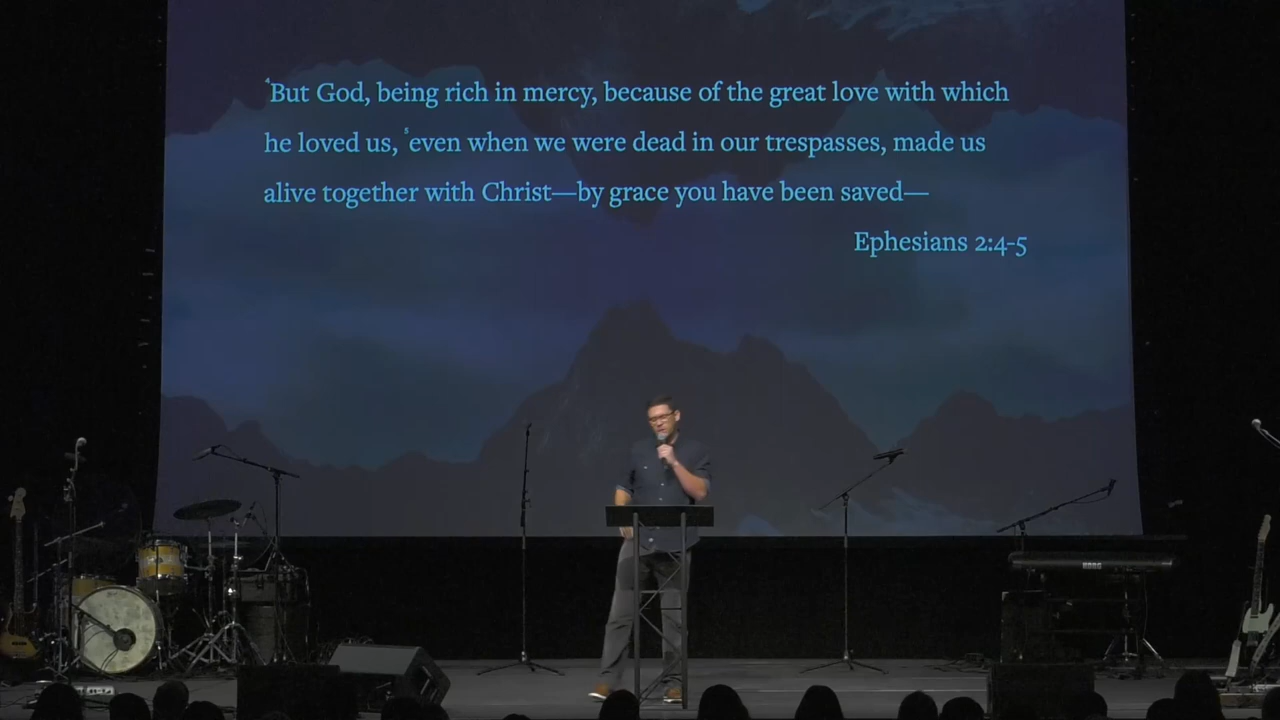 ⁴But God, being rich in mercy, because of the great love with which
he loved us, ⁵even when we were dead in our trespasses, made us
alive together with Christ—by grace you have been saved—
Ephesians 2:4-5
KORG